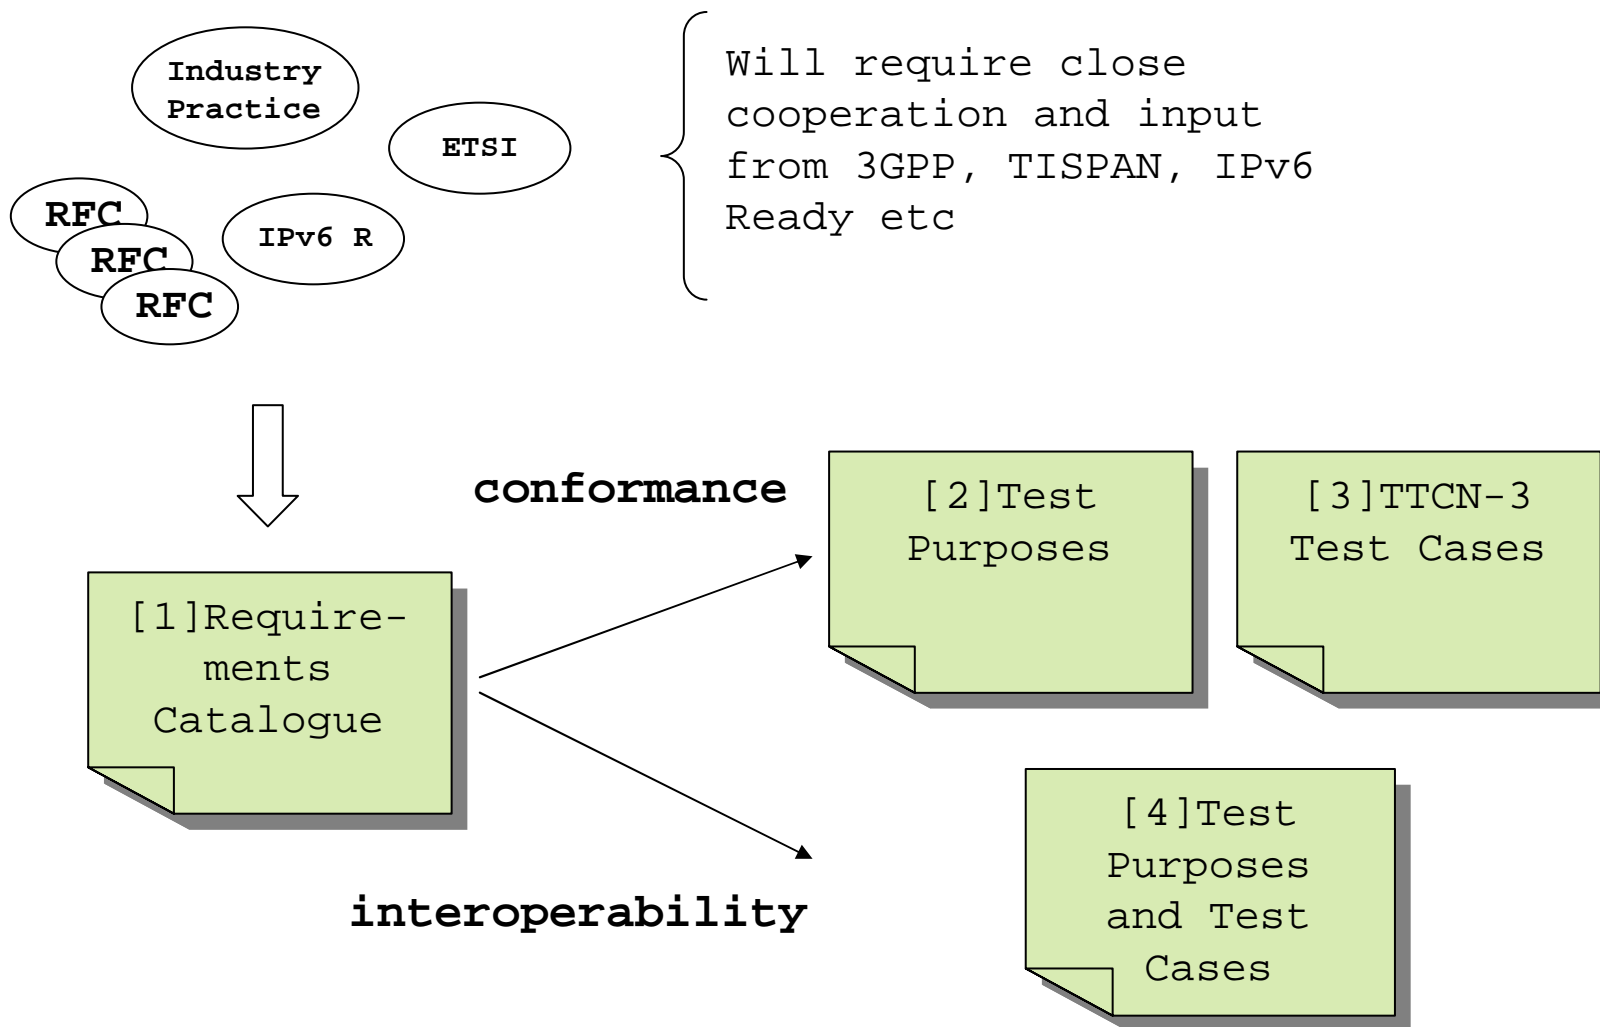 Industry
Practice
ETSI
RFC
RFC
RFC
IPv6 R
Will require close
cooperation and input
from 3GPP, TISPAN, IPv6
Ready etc
conformance
[2]Test
Purposes
[3]TTCN-3
Test Cases
[1]Require-
ments
Catalogue
interoperability
[4]Test
Purposes
and Test
Cases